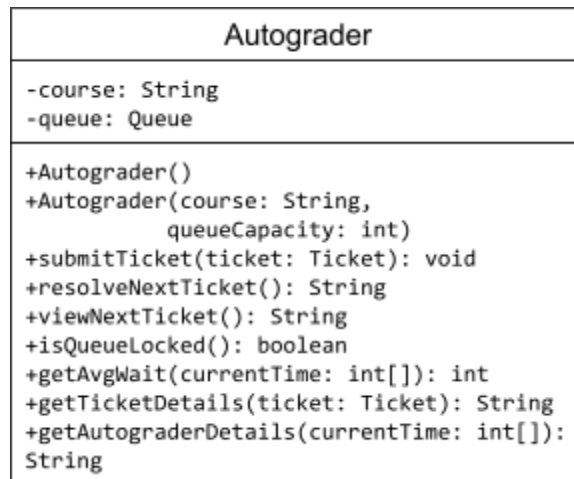 Autograder
-course: String
-queue: Queue
+Autograder()
+Autograder(course: String,
queueCapacity: int)
+submitTicket(ticket: Ticket): void
+resolveNextTicket(): String
+viewNextTicket(): String
+isQueueLocked(): boolean
+getAvgWait(currentTime: int[]): int
+getTicketDetails(ticket: Ticket): String
+getAutograderDetails(currentTime: int[]):
String